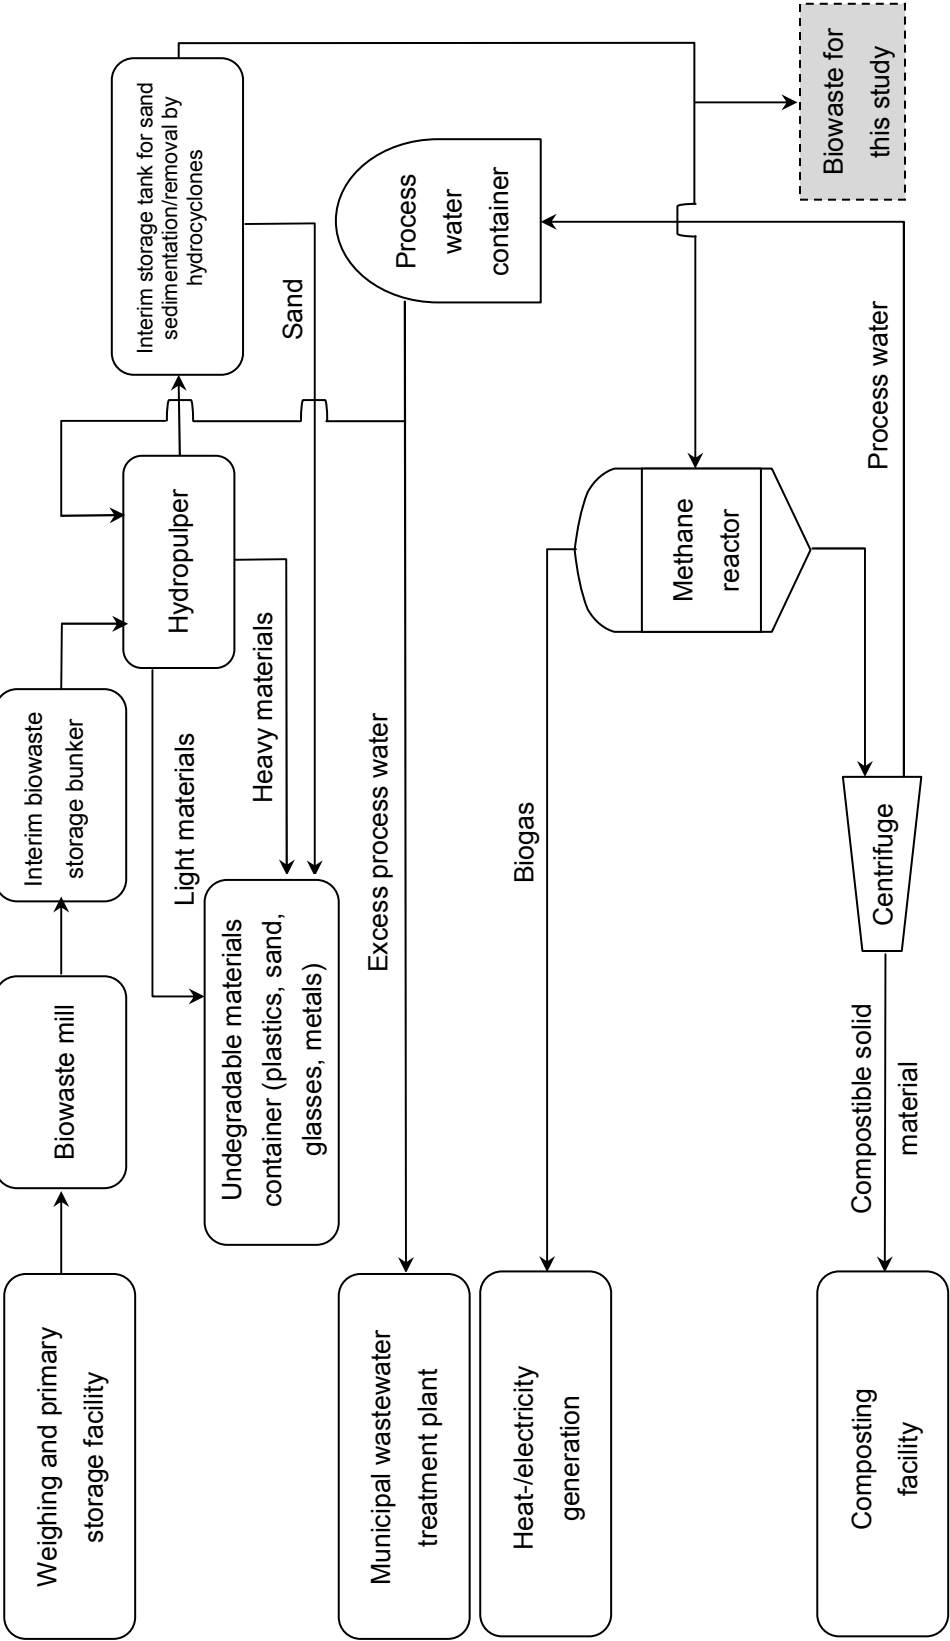 Weighing and primary
storage facility
Biowaste mill
Interim biowaste
storage bunker
Hydropulper
Interim storage tank for sand
sedimentation/removal by
hydrocyclones
Light materials
Heavy materials
Sand
Undegradable materials
container (plastics, sand,
glasses, metals)
Process
water
container
Excess process water
Municipal wastewater
treatment plant
Biogas
Heat-/electricity
generation
Methane
reactor
Biowaste for
this study
Process water
Centrifuge
Compostible solid
material
Composting
facility